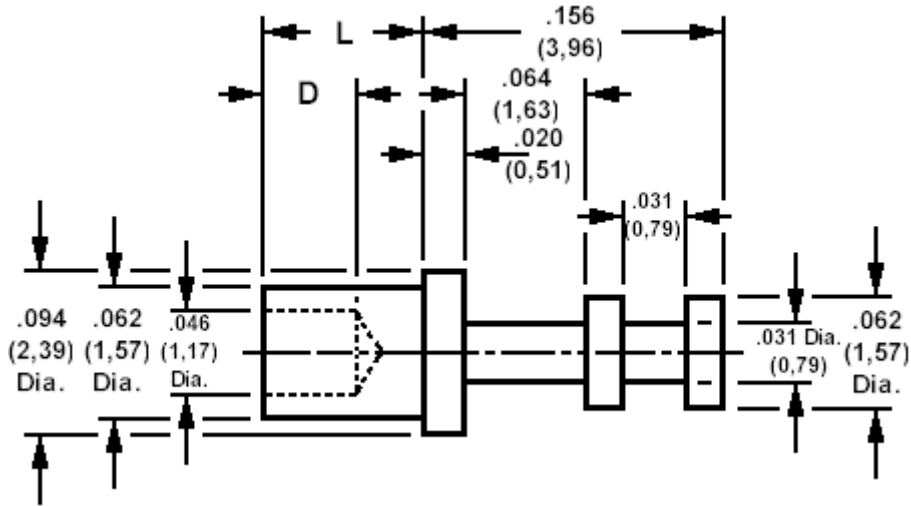 L
.156
(3,96)
D
.064
(1,63)
.020
(0,51)
.031
(0,79)
.094
(2,39)
Dia.
.062
(1,57)
Dia.
.046
(1,17)
Dia.
.031 Dia.
(0,79)
.062
(1,57)
Dia.